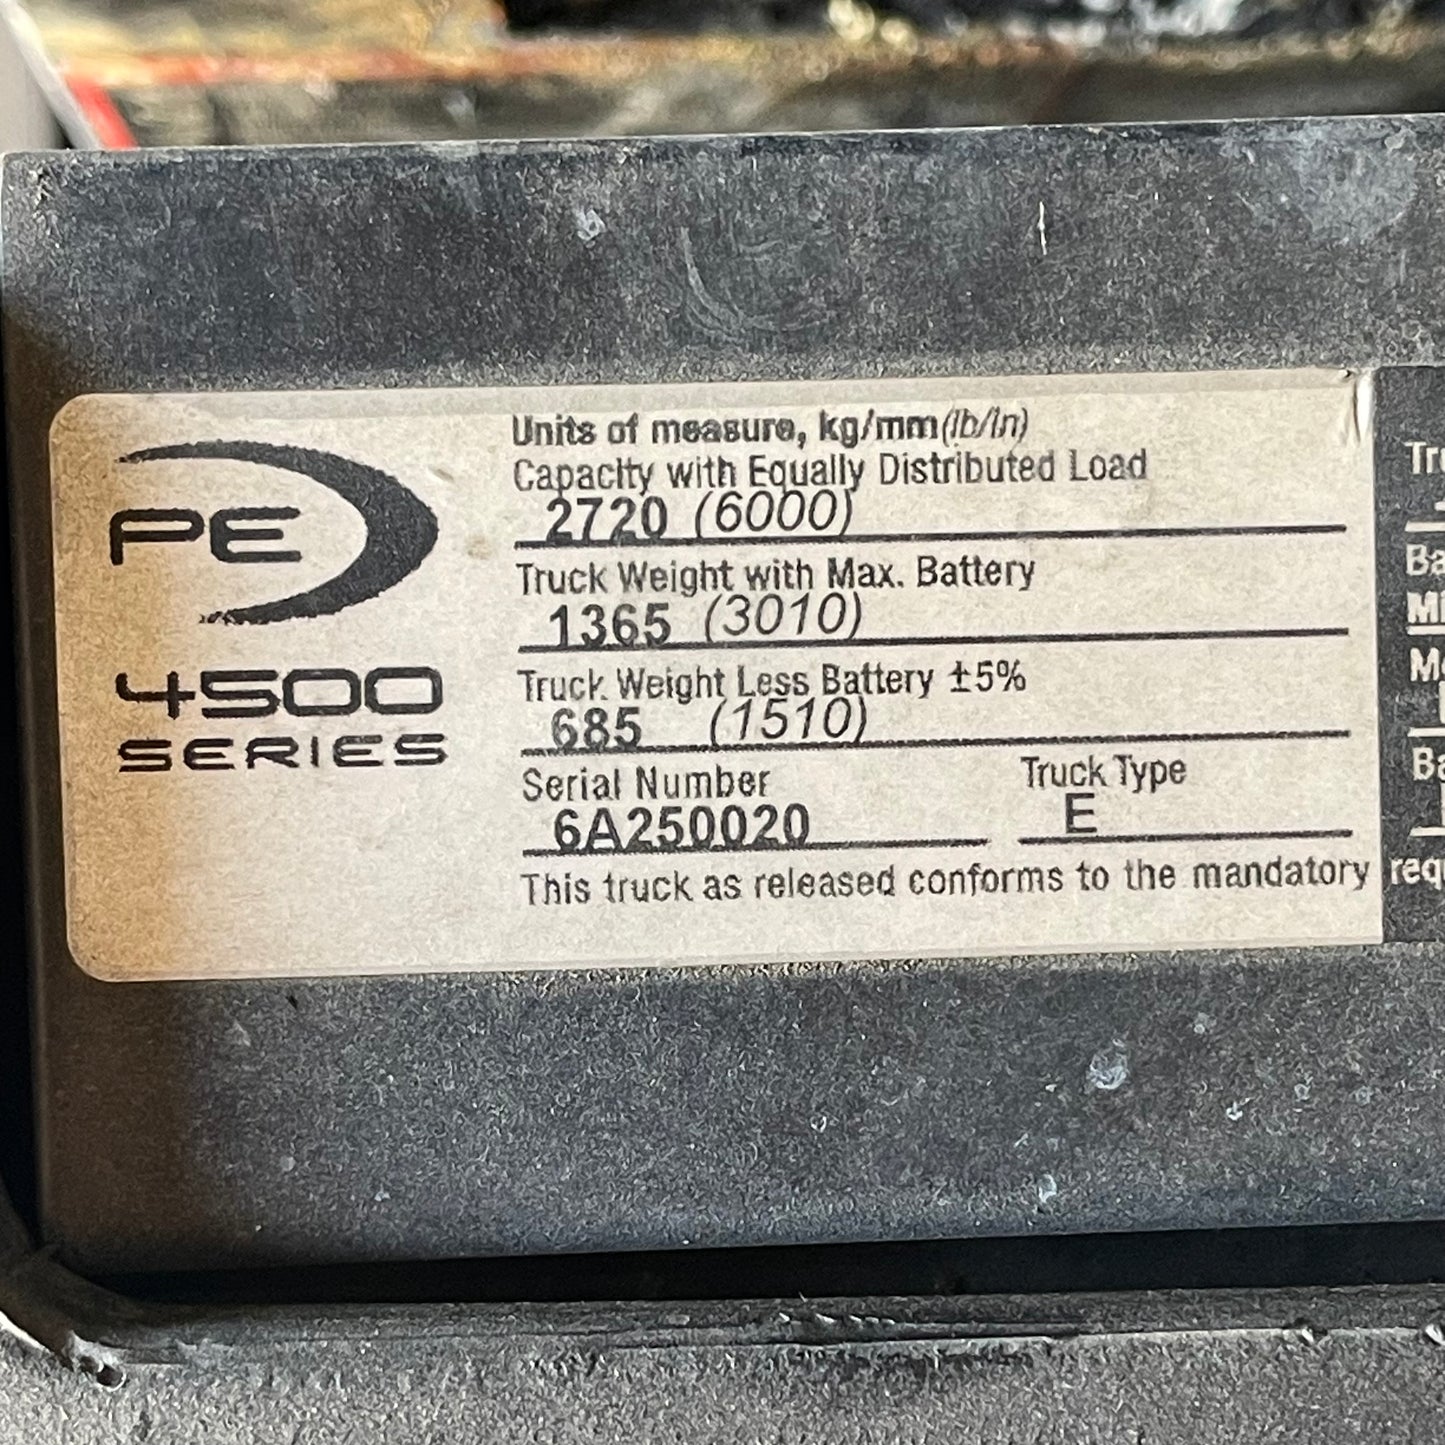 PE
4500
SERIES
Units of measure, kg/mm(lb/in)
Capacity with Equally Distributed Load
2720 (6000)
Truck Weight with Max. Battery
1365 (3010)
Truck Weight Less Battery ±5%
685 (1510)
Serial Number Truck Type
6A250020 E
This truck as released conforms to the mandatory